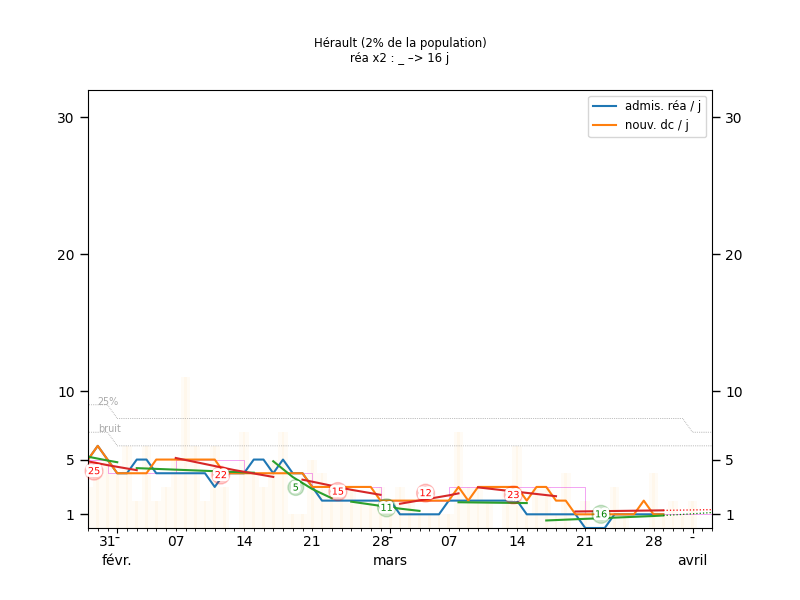 Hérault (2% de la population)
réa x2 : _ –> 16 j
admis. réa / j
nouv. dc / j
30 30
20 20
10 10
5 5
1 1
25%
bruit
25 22 5 15 11 12 23 16
31 07 14 21 28 07 14 21 28
févr. mars avril